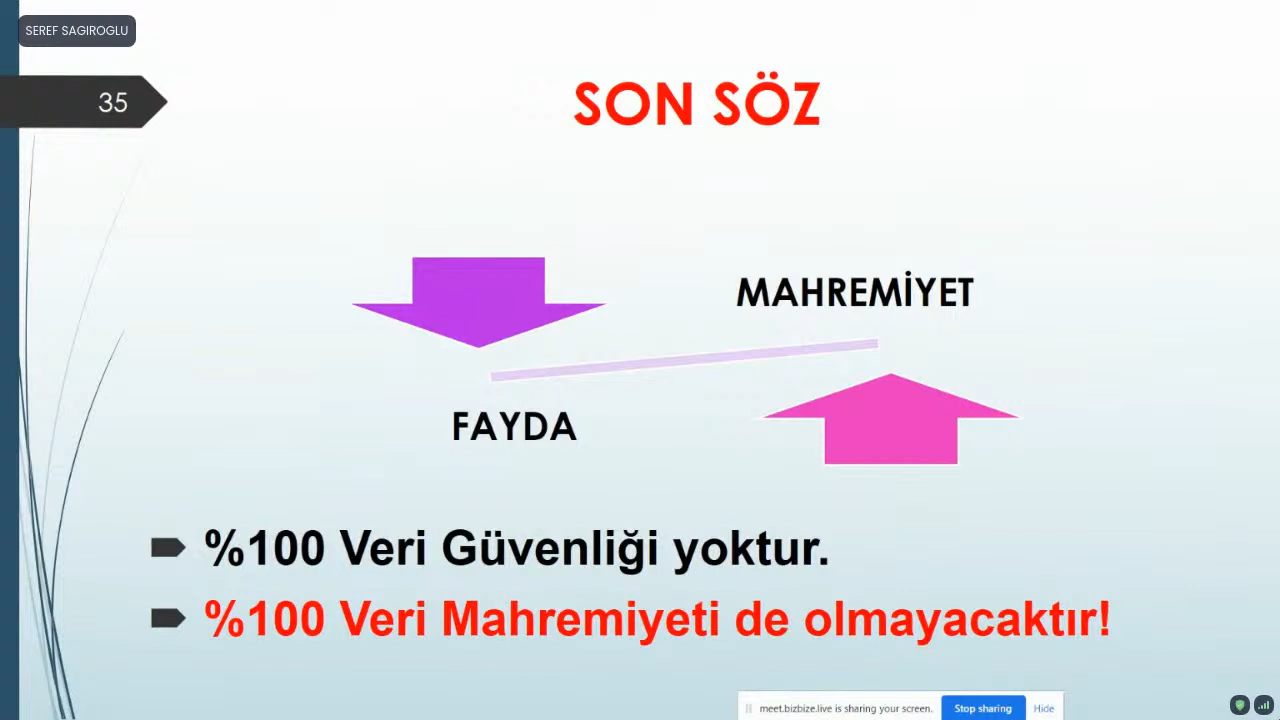 SEREF SAGIROGLU
35
SON SÖZ
MAHREMİYET
FAYDA
%100 Veri Güvenliği yoktur.
%100 Veri Mahremiyeti de olmayacaktır!
meet.bizbize.live is sharing your screen. Stop sharing Hide